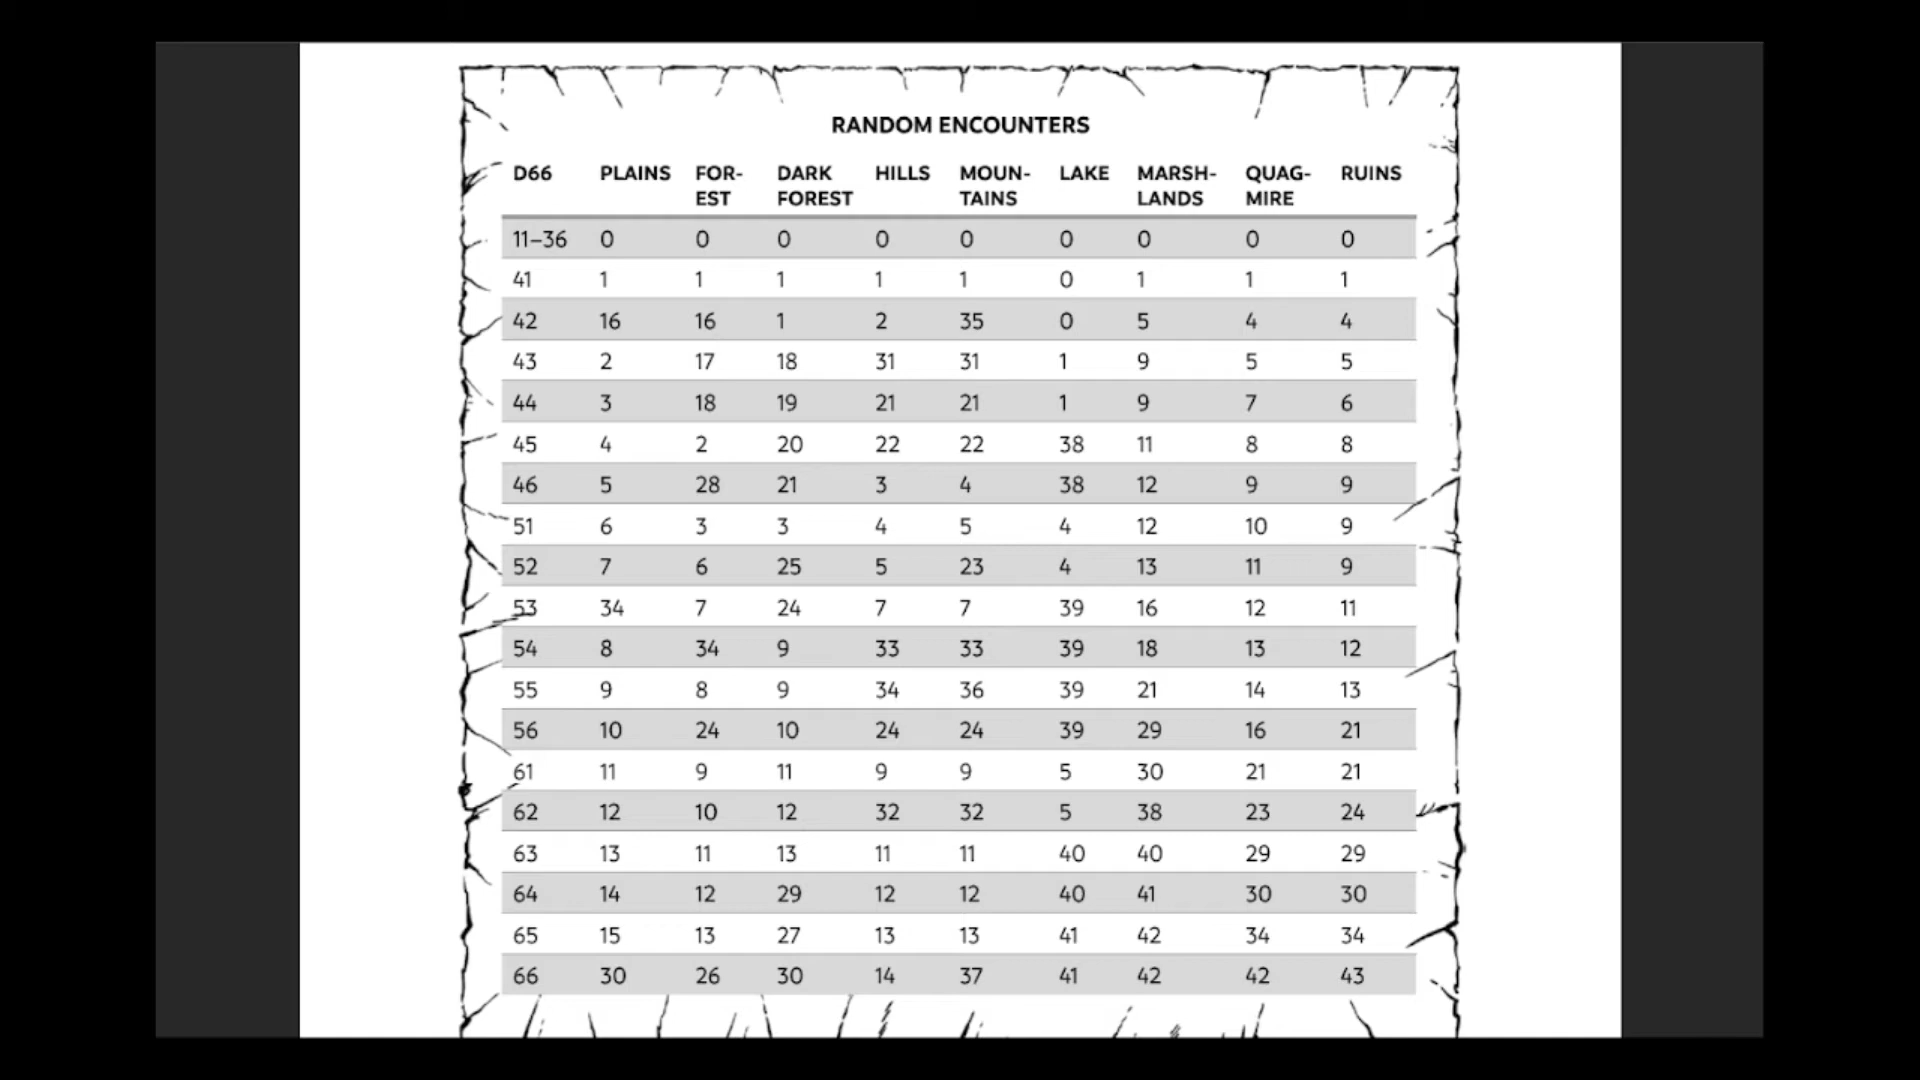 RANDOM ENCOUNTERS
D66 PLAINS FOR- DARK HILLS MOUN- LAKE MARSH- QUAG- RUINS
EST FOREST TAINS LANDS MIRE
11–36 0 0 0 0 0 0 0 0 0
41 1 1 1 1 1 0 1 1 1
42 16 16 1 2 35 0 5 4 4
43 2 17 18 31 31 1 9 5 5
44 3 18 19 21 21 1 9 7 6
45 4 2 20 22 22 38 11 8 8
46 5 28 21 3 4 38 12 9 9
51 6 3 3 4 5 4 12 10 9
52 7 6 25 5 23 4 13 11 9
53 34 7 24 7 7 39 16 12 11
54 8 34 9 33 33 39 18 13 12
55 9 8 9 34 36 39 21 14 13
56 10 24 10 24 24 39 29 16 21
61 11 9 11 9 9 5 30 21 21
62 12 10 12 32 32 5 38 23 24
63 13 11 13 11 11 40 40 29 29
64 14 12 29 12 12 40 41 30 30
65 15 13 27 13 13 41 42 34 34
66 30 26 30 14 37 41 42 42 43